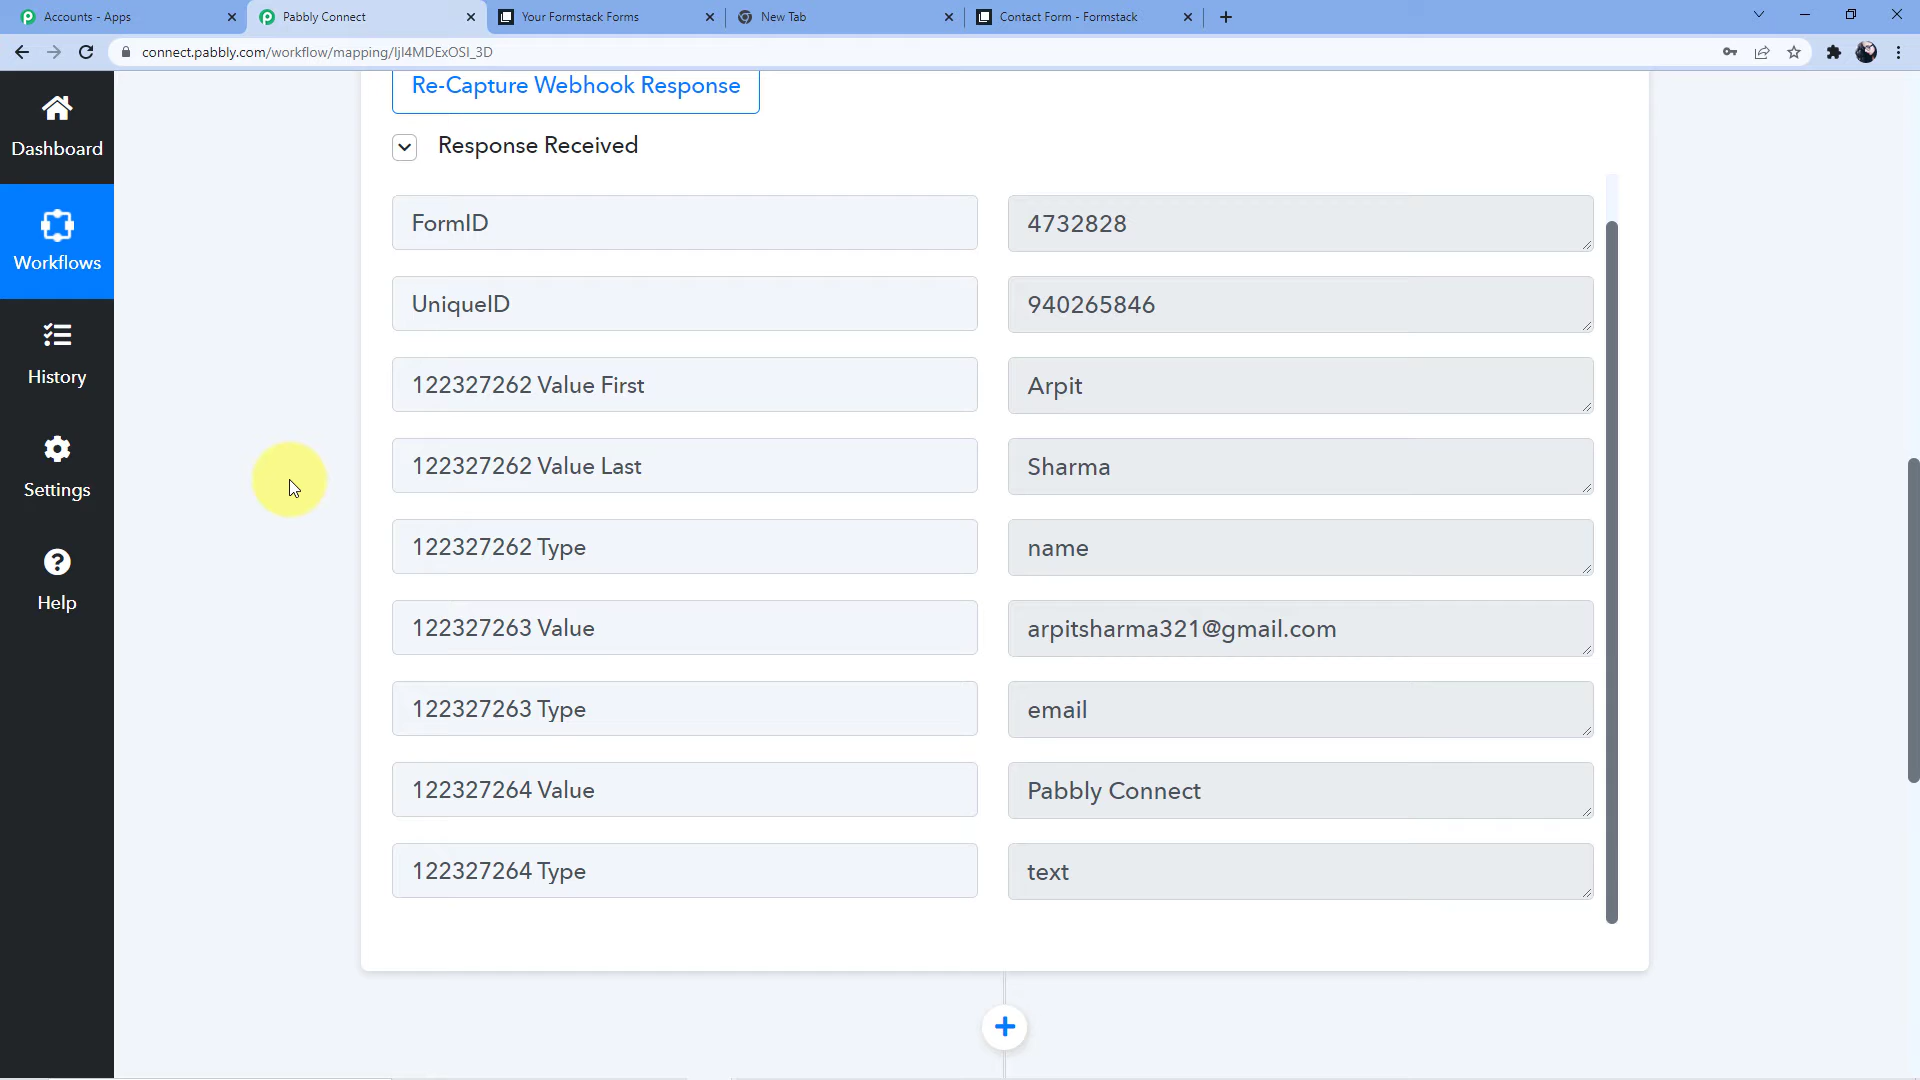 Accounts - Apps
Pabbly Connect
Your Formstack Forms
New Tab
Contact Form - Formstack
connect.pabbly.com/workflow/mapping/IjI4MDExOSI_3D
Dashboard
Workflows
History
Settings
Help
Re-Capture Webhook Response
Response Received
FormID
4732828
UniqueID
940265846
122327262 Value First
Arpit
122327262 Value Last
Sharma
122327262 Type
name
122327263 Value
arpitsharma321@gmail.com
122327263 Type
email
122327264 Value
Pabbly Connect
122327264 Type
text